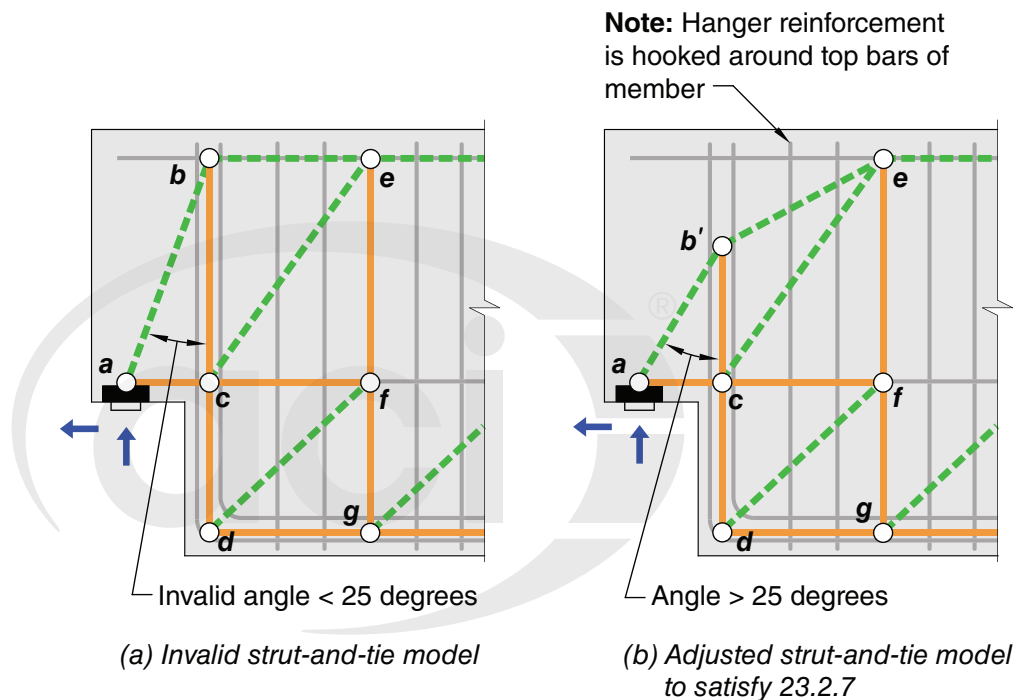 Note: Hanger reinforcement
is hooked around top bars of
member
b
e
a
c
f
d
g
Invalid angle < 25 degrees
(a) Invalid strut-and-tie model
e
b'
®
a
c
f
d
g
Angle > 25 degrees
(b) Adjusted strut-and-tie model
to satisfy 23.2.7
aci